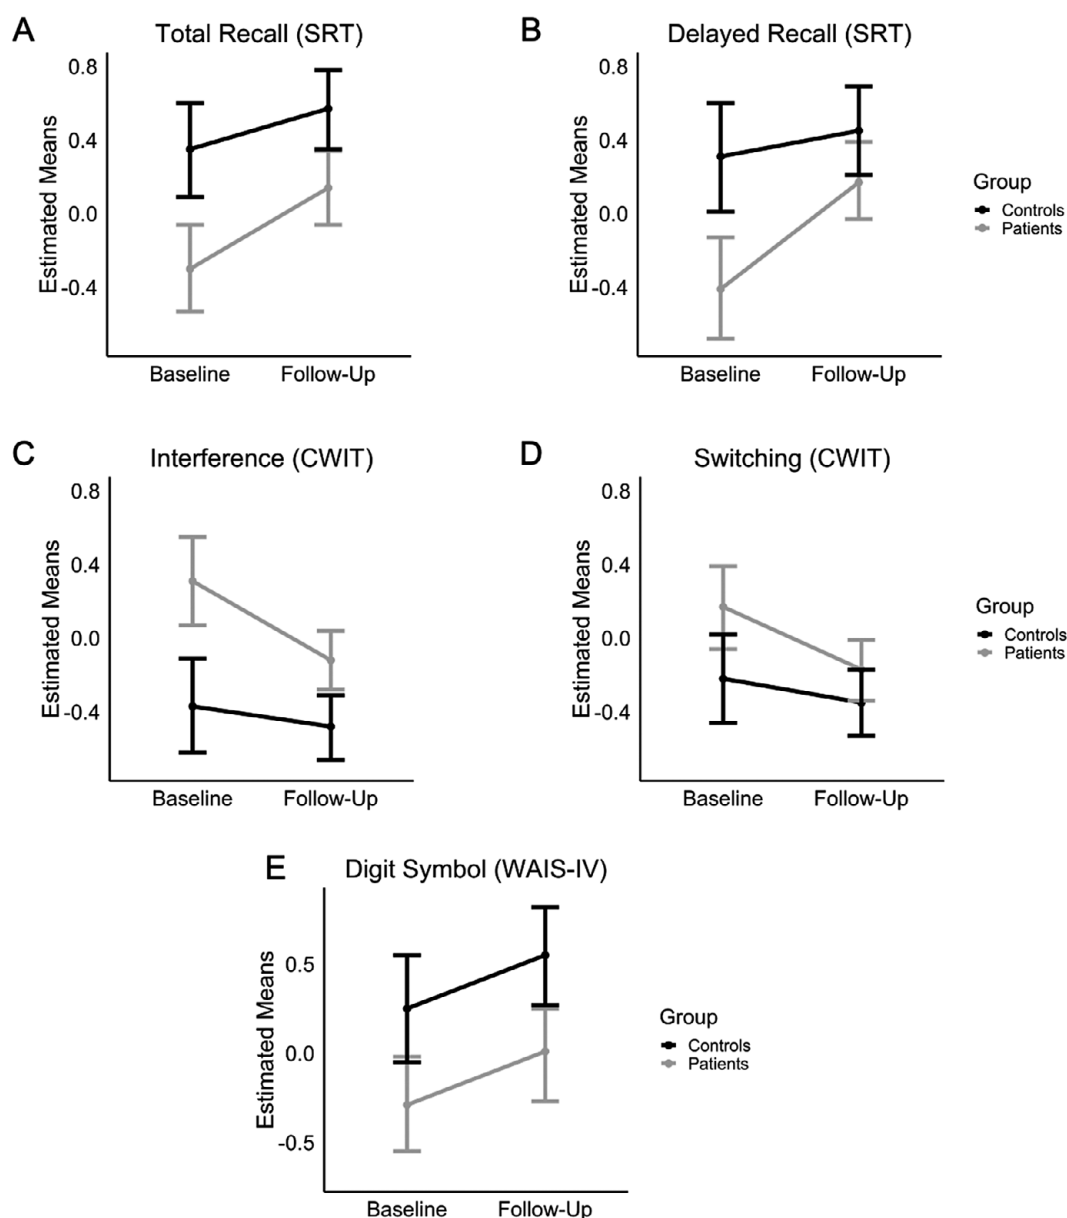 A
Total Recall (SRT)
Estimated Means
0.8
0.4
0.0
-0.4
Baseline
Follow-Up
B
Delayed Recall (SRT)
Estimated Means
0.8
0.4
0.0
-0.4
Baseline
Follow-Up
Group
Controls
Patients
C
Interference (CWIT)
Estimated Means
0.8
0.4
0.0
-0.4
Baseline
Follow-Up
D
Switching (CWIT)
Estimated Means
0.8
0.4
0.0
-0.4
Baseline
Follow-Up
Group
Controls
Patients
E
Digit Symbol (WAIS-IV)
Estimated Means
0.5
0.0
-0.5
Baseline
Follow-Up
Group
Controls
Patients